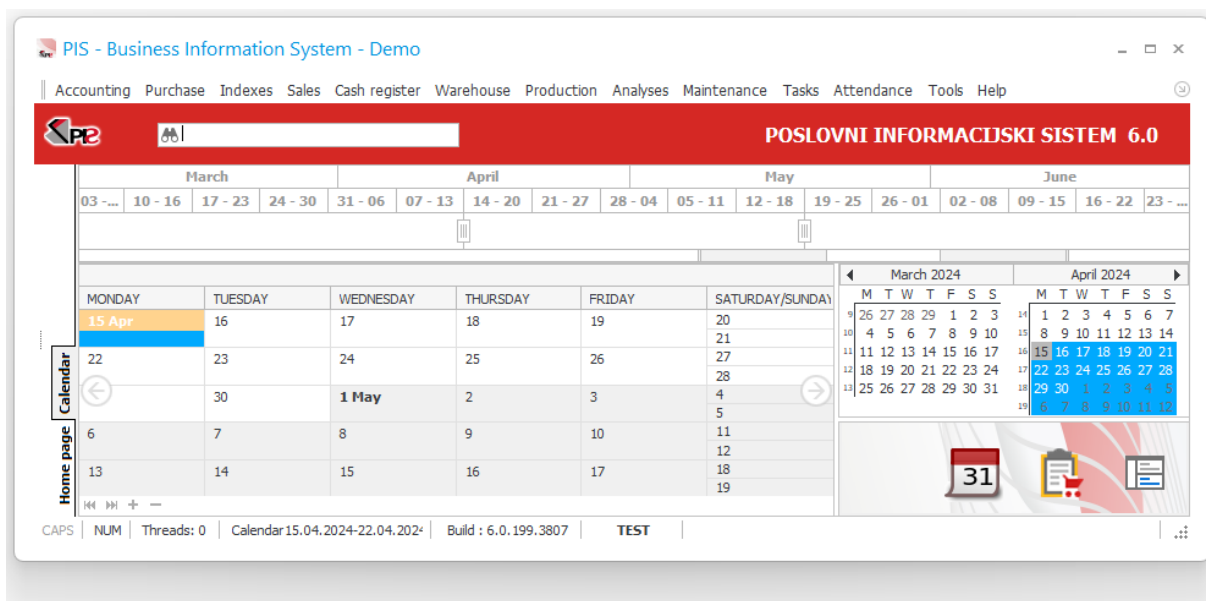 PIS - Business Information System - Demo
Accounting Purchase Indexes Sales Cash register Warehouse Production Analyses Maintenance Tasks Attendance Tools Help
PIS POSLOVNI INFORMACIJSKI SISTEM 6.0
March April May June
03 -... 10 - 16 17 - 23 24 - 30 31 - 06 07 - 13 14 - 20 21 - 27 28 - 04 05 - 11 12 - 18 19 - 25 26 - 01 02 - 08 09 - 15 16 - 22 23 - ...
MONDAY TUESDAY WEDNESDAY THURSDAY FRIDAY SATURDAY/SUNDAY
15 Apr 16 17 18 19 20
21
22 23 24 25 26 27
28
30 1 May 2 3 4
5
6 7 8 9 10 11
12
13 14 15 16 17 18
19
March 2024 April 2024
M T W T F S S M T W T F S S
9 26 27 28 29 1 2 3 14 1 2 3 4 5 6 7
10 4 5 6 7 8 9 10 15 8 9 10 11 12 13 14
11 11 12 13 14 15 16 17 16 15 16 17 18 19 20 21
12 18 19 20 21 22 23 24 17 22 23 24 25 26 27 28
13 25 26 27 28 29 30 31 18 29 30 1 2 3 4 5
19 6 7 8 9 10 11 12
31
Calendar
Home page
CAPS NUM Threads: 0 Calendar 15.04.2024-22.04.2024 Build : 6.0.199.3807 TEST